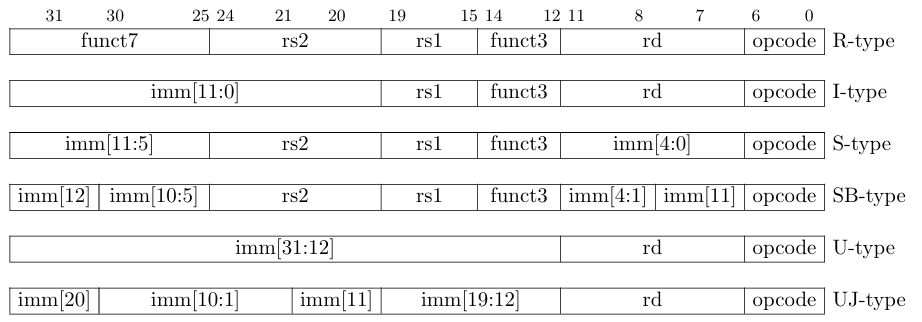 31 30 25 24 21 20 19 15 14 12 11 8 7 6 0
funct7 rs2 rs1 funct3 rd opcode R-type
imm[11:0] rs1 funct3 rd opcode I-type
imm[11:5] rs2 rs1 funct3 imm[4:0] opcode S-type
imm[12] imm[10:5] rs2 rs1 funct3 imm[4:1] imm[11] opcode SB-type
imm[31:12] rd opcode U-type
imm[20] imm[10:1] imm[11] imm[19:12] rd opcode UJ-type